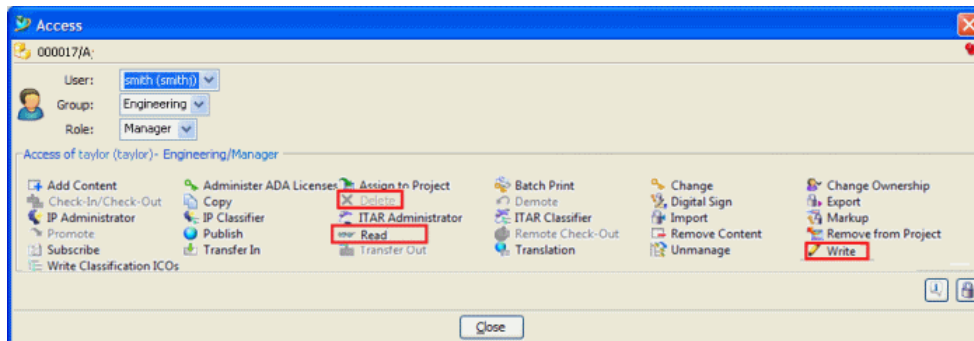 Access
000017/A;
User: smith (smithj)
Group: Engineering
Role: Manager
Access of taylor (taylor)- Engineering/Manager
Add Content Administer ADA Licenses Assign to Project Batch Print Change Change Ownership
Check-In/Check-Out Copy Delete Demote Digital Sign Export
IP Administrator IP Classifier ITAR Administrator ITAR Classifier Import Markup
Promote Publish Read Remote Check-Out Remove Content Remove from Project
Subscribe Transfer In Transfer Out Translation Unmanage Write
Write Classification ICOs
Close